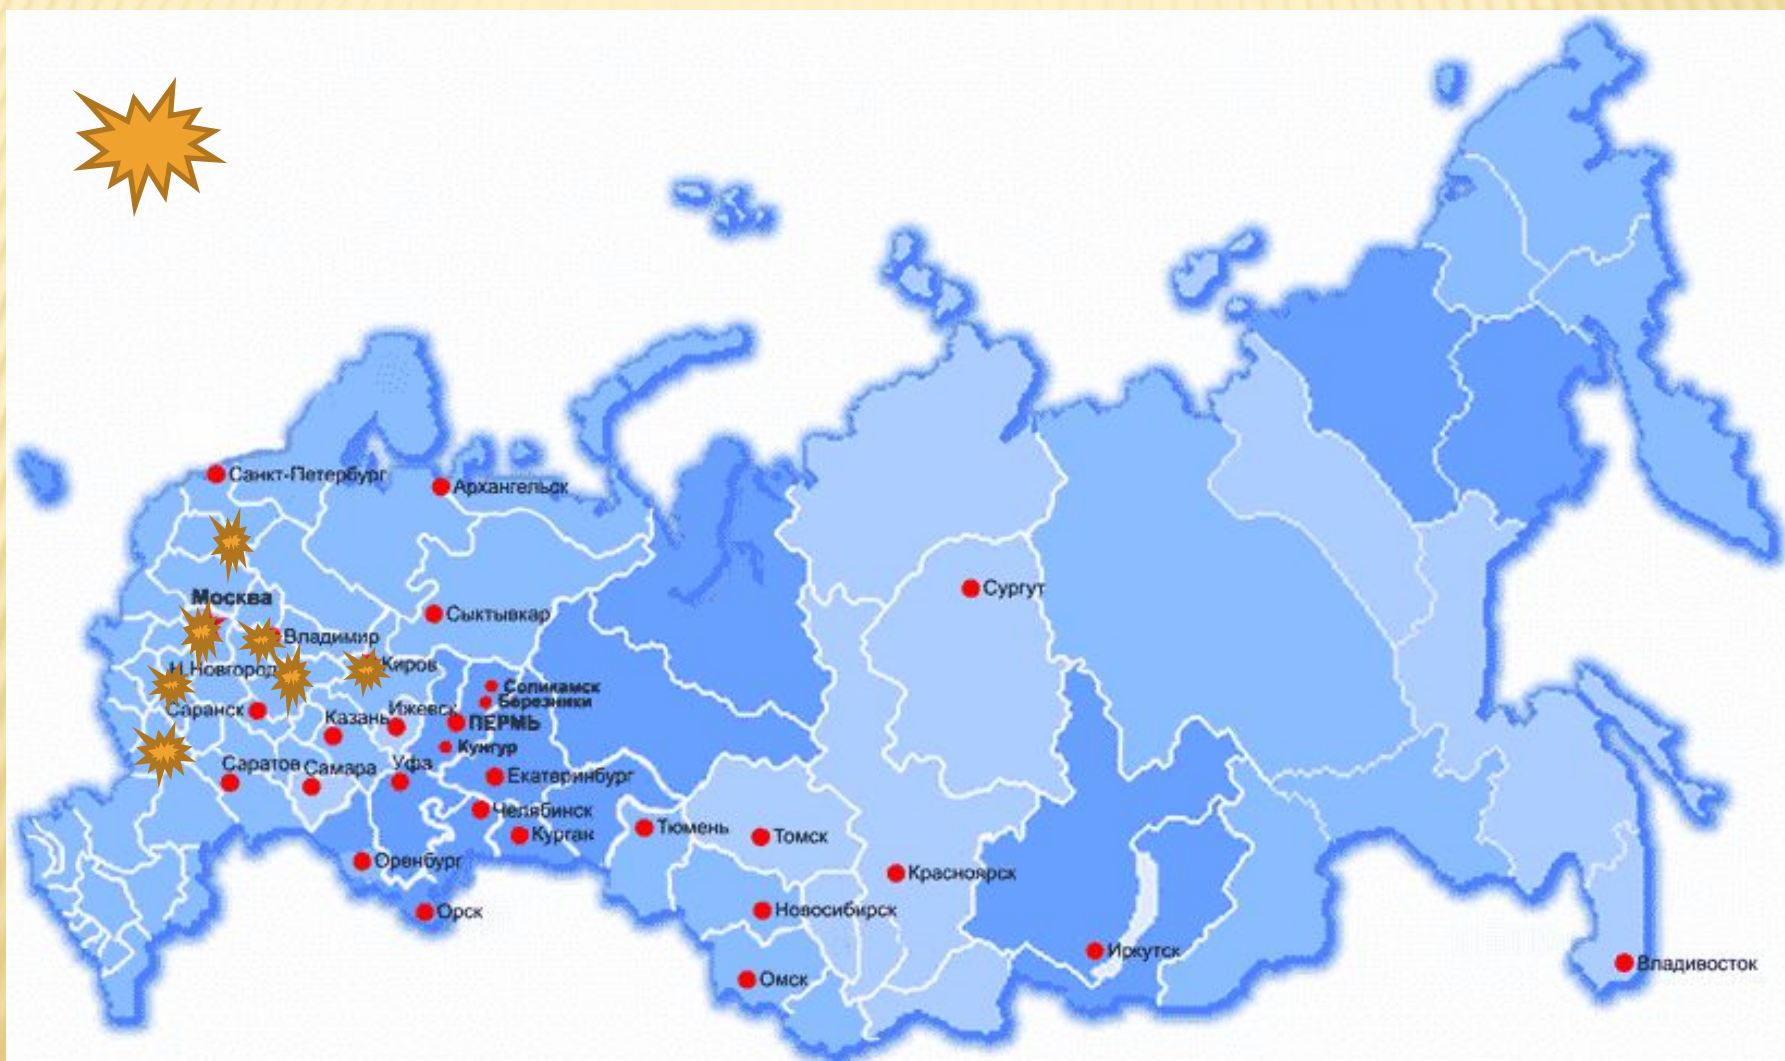 Санкт-Петербург
Архангельск
Сургут
Москва
Сыктывкар
Владимир
Киров
Н.Новгород
Соликамск
Березники
Саранск
Ижевск
Казань
ПЕРМЬ
Кунгур
Саратов
Самара
Уфа
Екатеринбург
Челябинск
Курган
Тюмень
Томск
Оренбург
Красноярск
Орск
Новосибирск
Иркутск
Владивосток
Омск